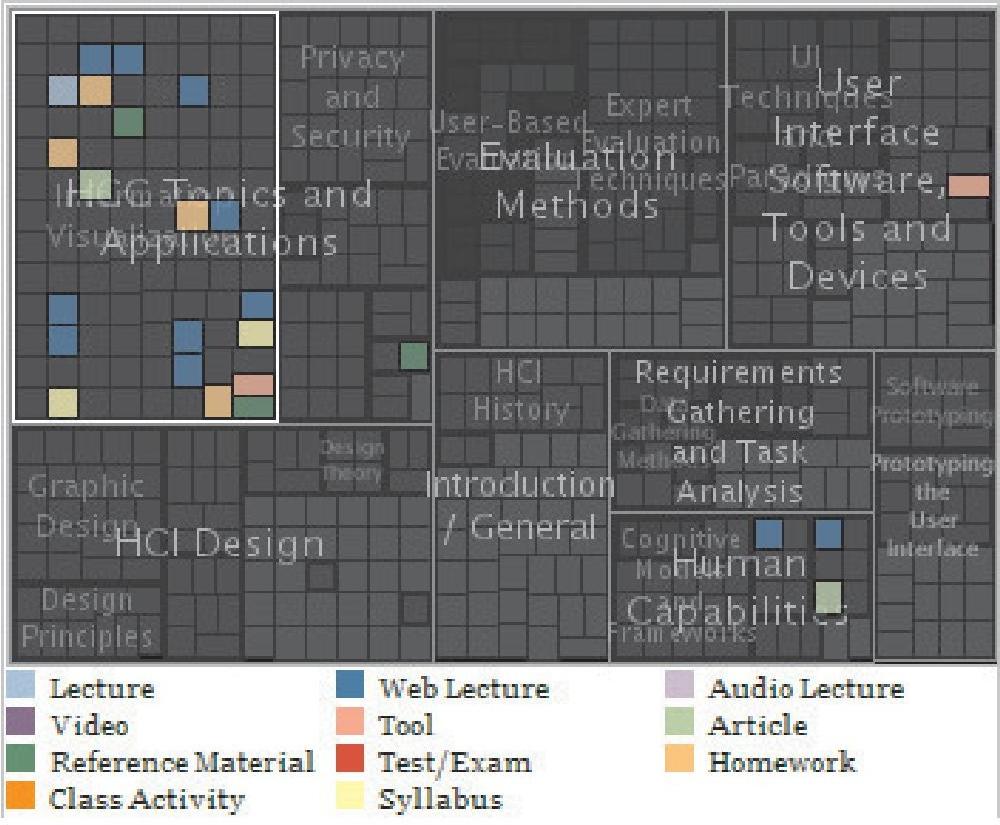 Privacy
and
Security
HCI Topics and
Applications
User-Based
Evaluation
Expert
Evaluation
Techniques
Evaluation
Methods
UI
Techniques
and
User
Interface
Software,
Tools and
Devices
HCI
History
Introduction
/ General
Requirements
Gathering
and Task
Analysis
Data
Gathering
Methods
Software
Prototyping
Prototyping
the
User
Interface
Graphic
Design
Design
Theory
HCI Design
Design
Principles
Cognitive
Models
and
Frameworks
Human
Capabilities
Lecture
Web Lecture
Audio Lecture
Video
Tool
Article
Reference Material
Test/Exam
Homework
Class Activity
Syllabus